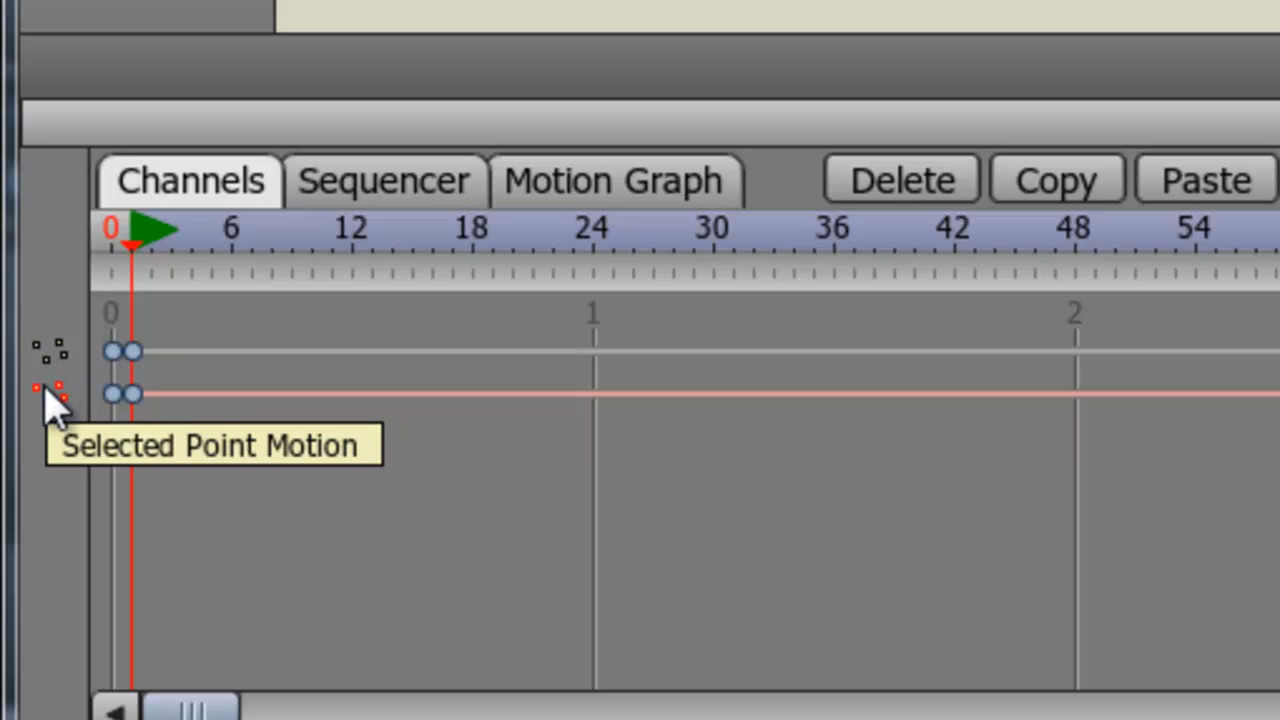 Channels Sequencer Motion Graph Delete Copy Paste
0 6 12 18 24 30 36 42 48 54
0 1 2
Selected Point Motion